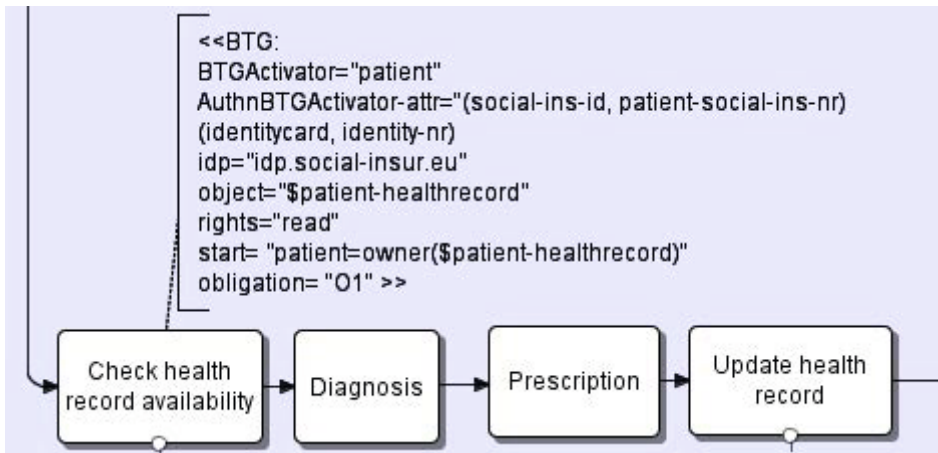 <<BTG:
BTGActivator="patient"
AuthnBTGActivator-attr="(social-ins-id, patient-social-ins-nr)
(identitycard, identity-nr)
idp="idp.social-insur.eu"
object="$patient-healthrecord"
rights="read"
start= "patient=owner($patient-healthrecord)"
obligation= "O1" >>
Check health
record availability
Diagnosis
Prescription
Update health
record